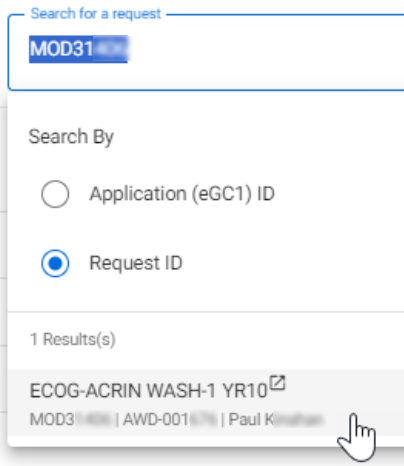 Search for a request
MOD31
Search By
Application (eGC1) ID
Request ID
1 Results(s)
ECOG-ACRIN WASH-1 YR10
MOD3 | AWD-001 | Paul K